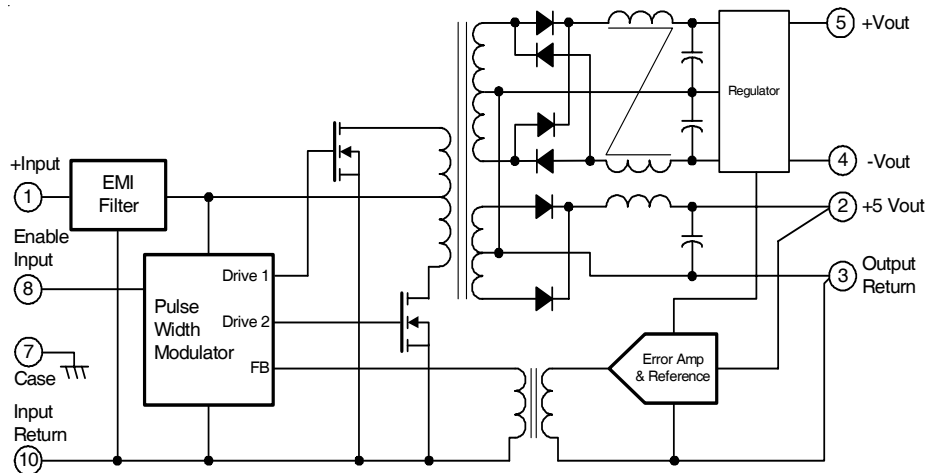 5
+Vout
Regulator
4
-Vout
+Input
1
EMI
Filter
2
+5 Vout
Enable
Input
8
Drive 1
3
Output
Return
Pulse
Width
Modulator
Drive 2
FB
7
Case
Error Amp
& Reference
Input
Return
10